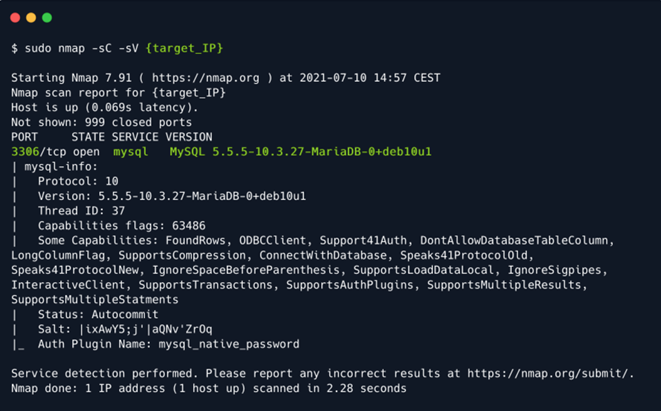 $ sudo nmap -sC -sV {target_IP}
Starting Nmap 7.91 ( https://nmap.org ) at 2021-07-10 14:57 CEST
Nmap scan report for {target_IP}
Host is up (0.069s latency).
Not shown: 999 closed ports
PORT     STATE SERVICE VERSION
3306/tcp open  mysql   MySQL 5.5.5-10.3.27-MariaDB-0+deb10u1
| mysql-info:
|   Protocol: 10
|   Version: 5.5.5-10.3.27-MariaDB-0+deb10u1
|   Thread ID: 37
|   Capabilities flags: 63486
|   Some Capabilities: FoundRows, ODBCClient, Support41Auth, DontAllowDatabaseTableColumn,
LongColumnFlag, SupportsCompression, ConnectWithDatabase, Speaks41ProtocolOld,
Speaks41ProtocolNew, IgnoreSpaceBeforeParenthesis, SupportsLoadDataLocal, IgnoreSigpipes,
InteractiveClient, SupportsTransactions, SupportsAuthPlugins, SupportsMultipleResults,
SupportsMultipleStatments
|   Status: Autocommit
|   Salt: |ixAwY5;j'|aQNv'ZrOq
|_  Auth Plugin Name: mysql_native_password
Service detection performed. Please report any incorrect results at https://nmap.org/submit/.
Nmap done: 1 IP address (1 host up) scanned in 2.28 seconds